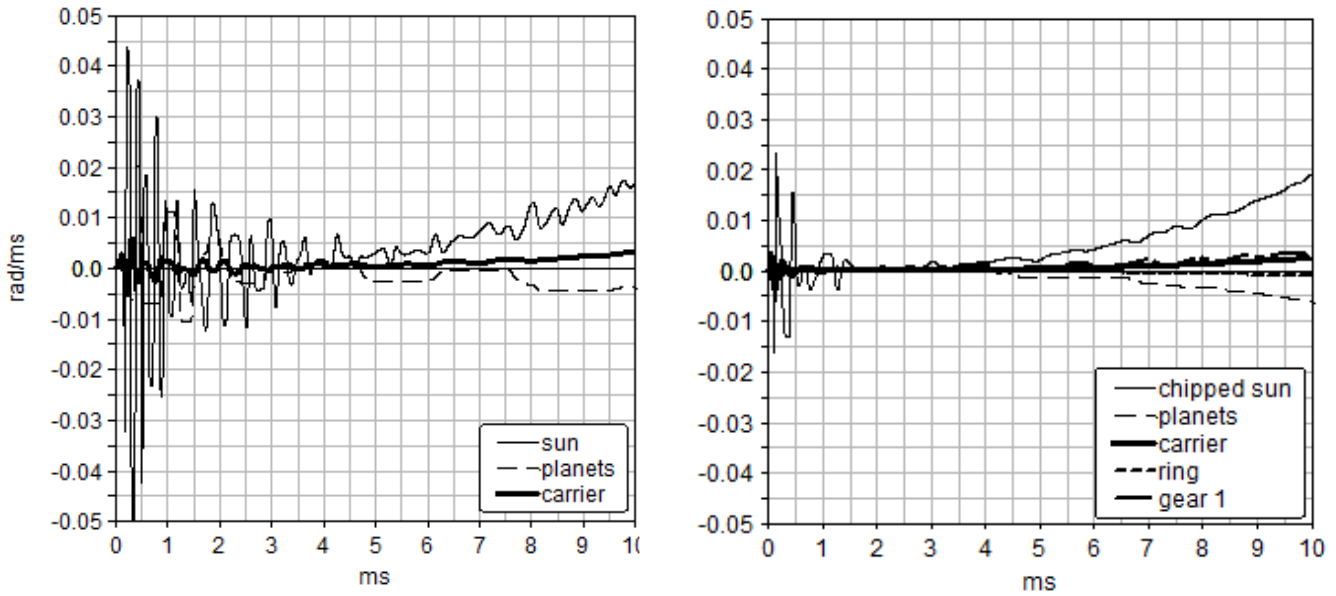 0.05
0.04
0.03
0.02
0.01
0.0
-0.01
-0.02
-0.03
-0.04
-0.05
rad/ms
sun
planets
carrier
0 1 2 3 4 5 6 7 8 9 10
ms
0.05
0.04
0.03
0.02
0.01
0.0
-0.01
-0.02
-0.03
-0.04
-0.05
chipped sun
planets
carrier
ring
gear 1
0 1 2 3 4 5 6 7 8 9 10
ms